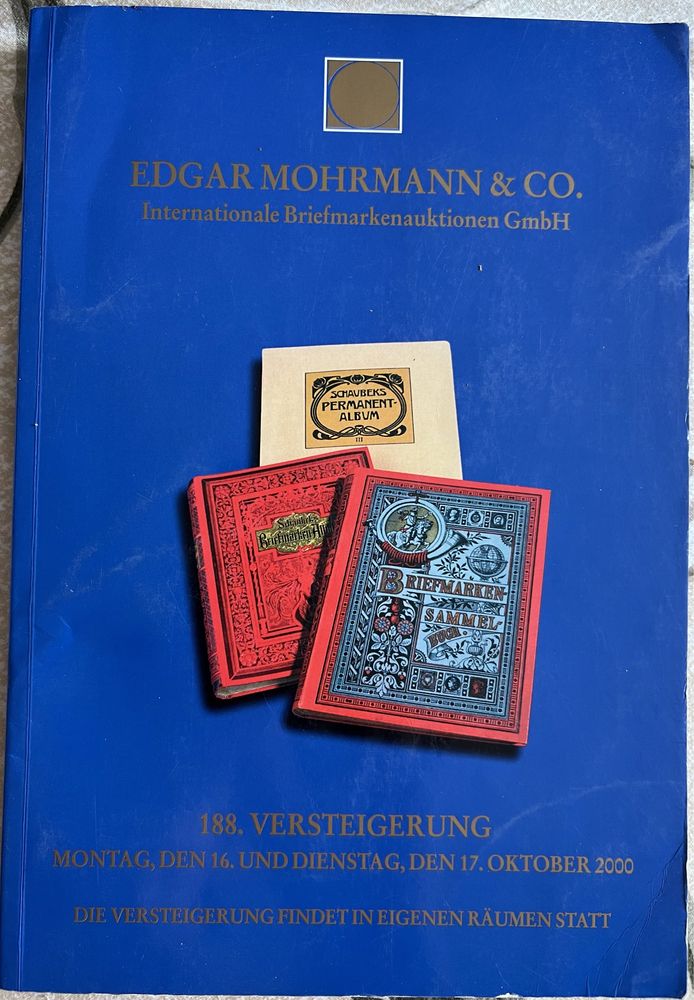 EDGAR MOHRMANN & CO.
Internationale Briefmarkenauktionen GmbH
SCHAUBEKS
PERMANENT-
ALBUM
III
Briefmarken
BRIEFMARKEN
SAMMEL-
BUCH.
188. VERSTEIGERUNG
MONTAG, DEN 16. UND DIENSTAG, DEN 17. OKTOBER 2000
DIE VERSTEIGERUNG FINDET IN EIGENEN RÄUMEN STATT